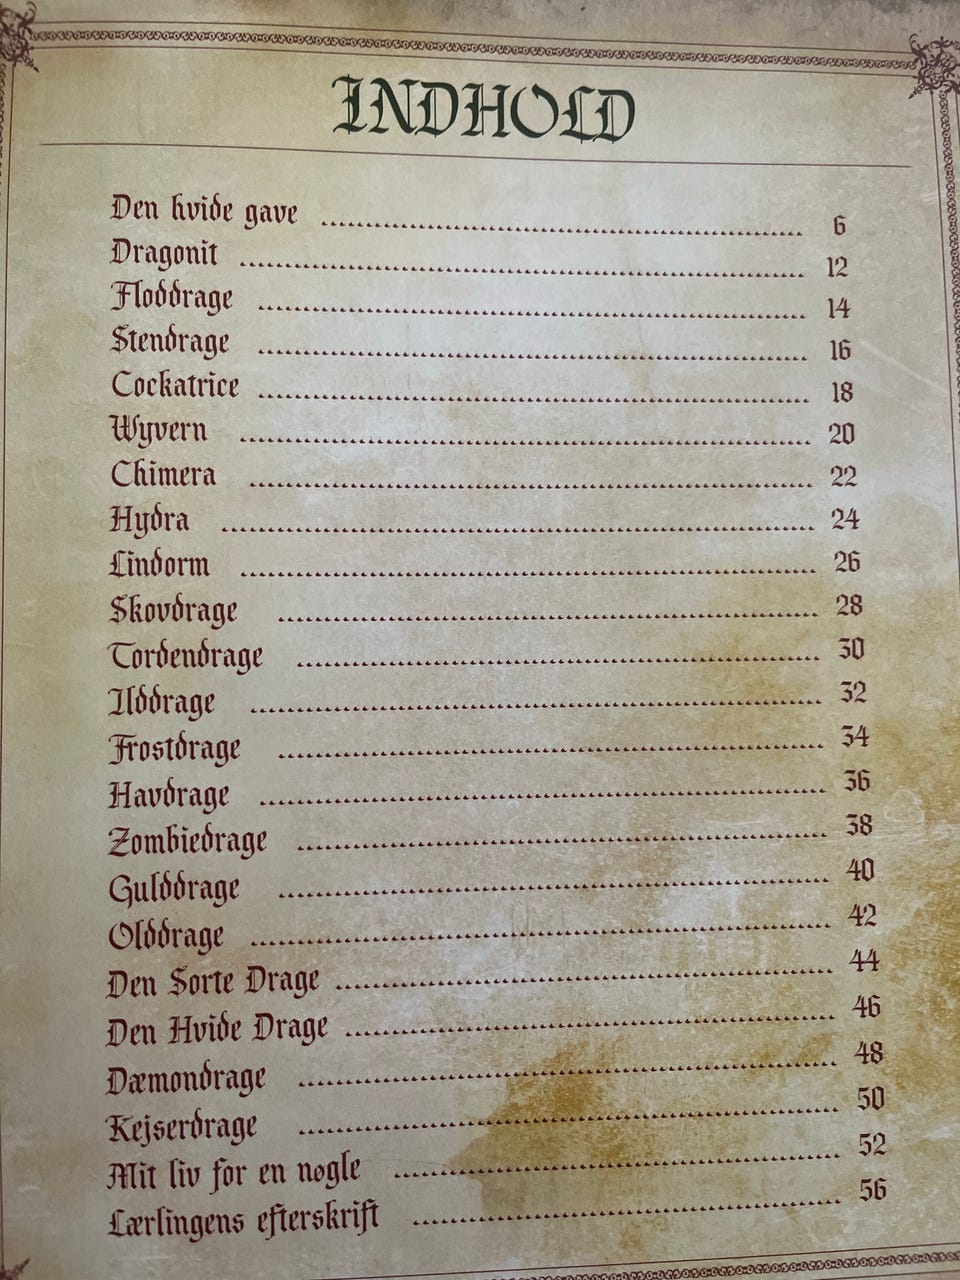 INDHOLD
Den hvide gave ........ 6
Dragonit ........ 12
Floddrage ........ 14
Stendrage ........ 16
Cockatrice ........ 18
Wyvern ........ 20
Chimera ........ 22
Hydra ........ 24
Lindorm ........ 26
Skovdrage ........ 28
Tordendrage ........ 30
Ilddrage ........ 32
Frostdrage ........ 34
Havdrage ........ 36
Zombiedrage ........ 38
Gulddrage ........ 40
Olddrage ........ 42
Den Sorte Drage ........ 44
Den Hvide Drage ........ 46
Dæmondrage ........ 48
Kejserdrage ........ 50
Mit liv for en nøgle ........ 52
Lærlingens efterskrift ........ 56